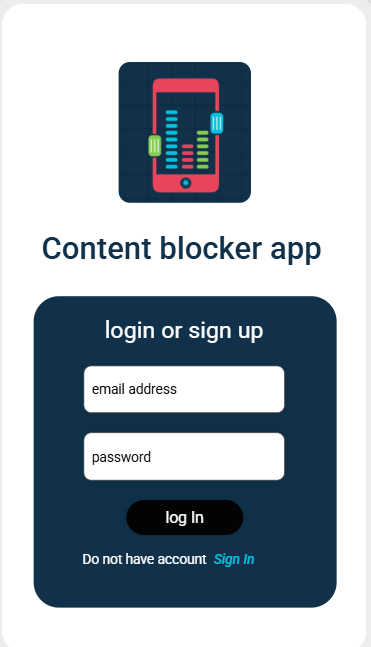 Content blocker app
login or sign up
email address
password
log In
Do not have account Sign In